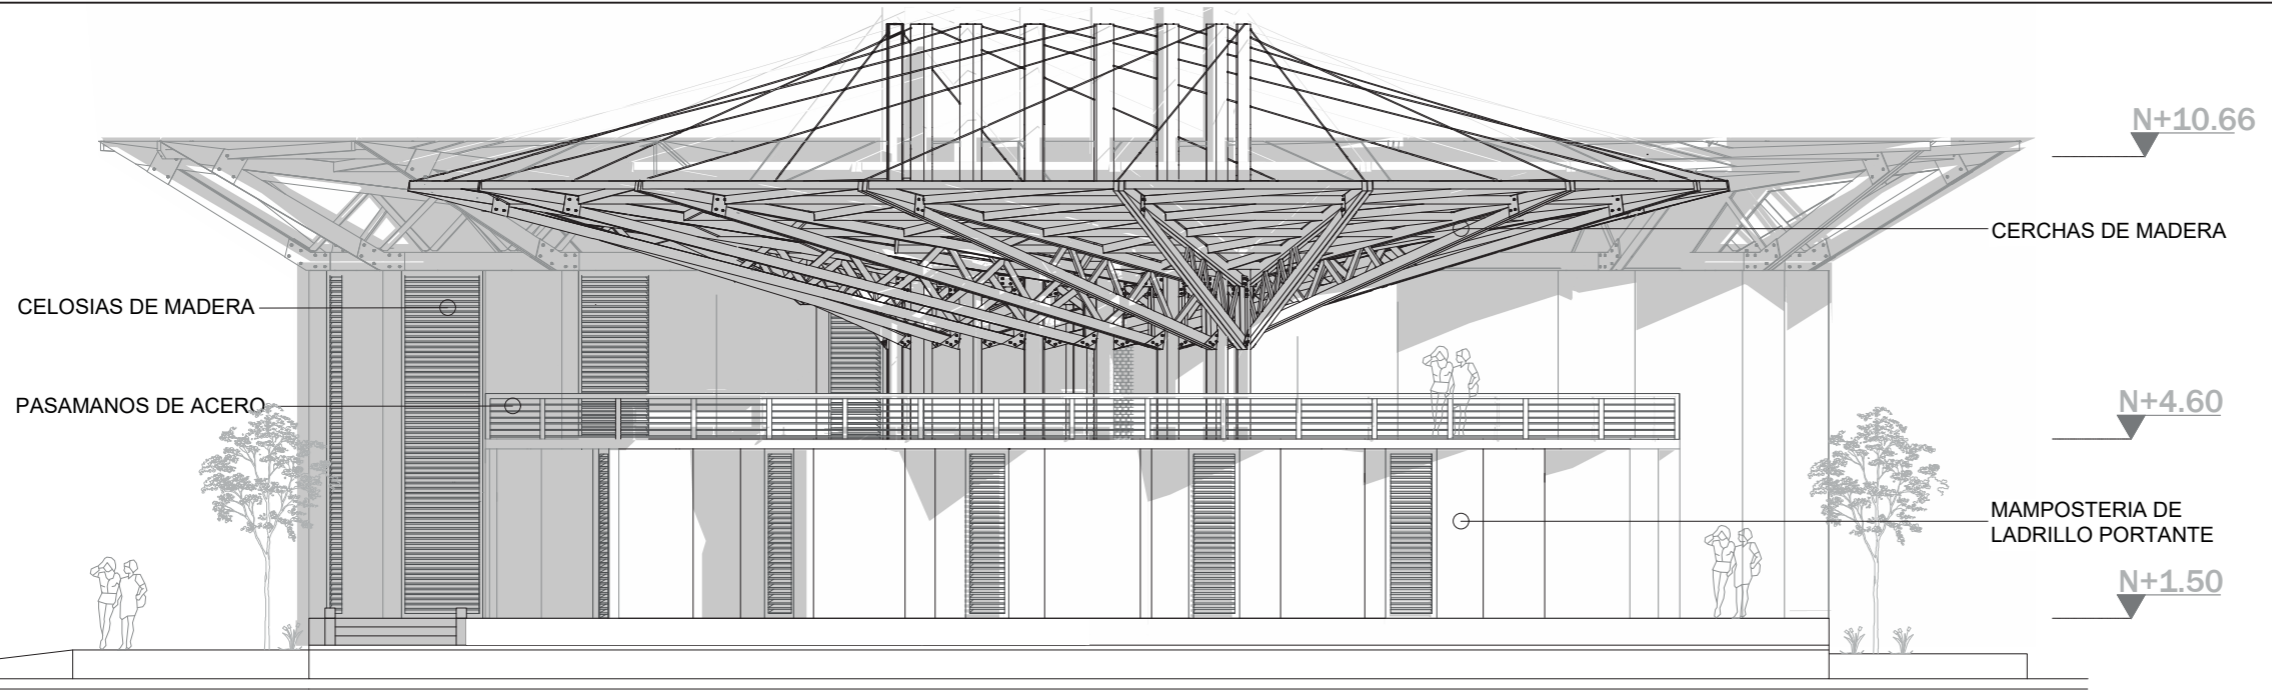 N+10.66
CERCHAS DE MADERA
CELOSIAS DE MADERA
PASAMANOS DE ACERO
N+4.60
MAMPOSTERIA DE
LADRILLO PORTANTE
N+1.50